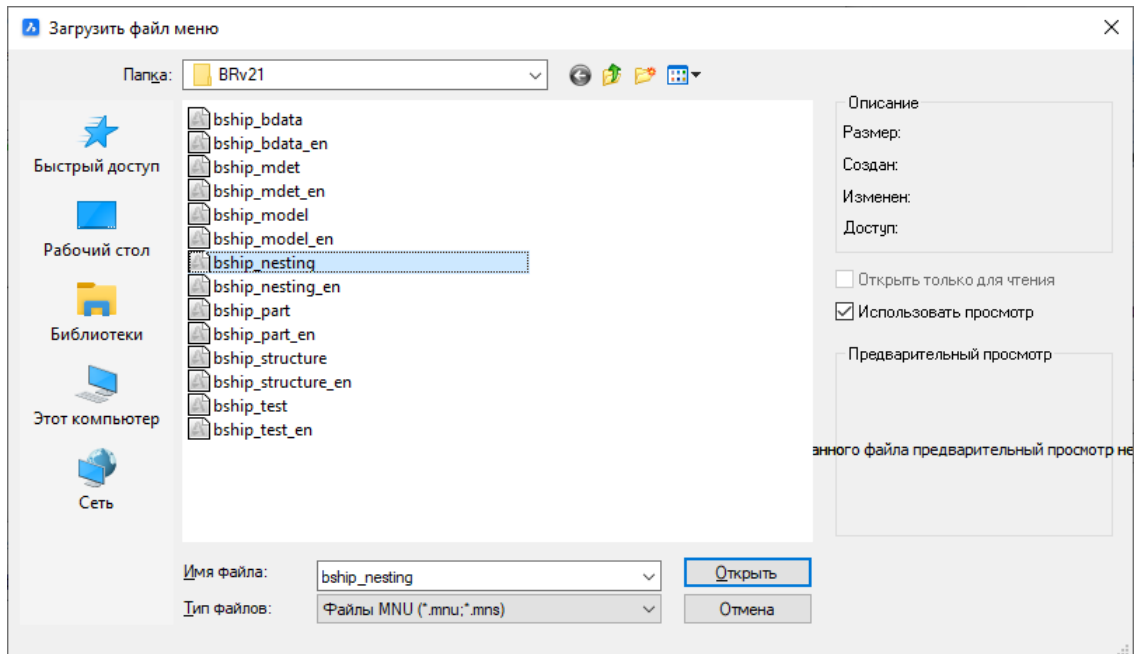 Загрузить файл меню
Папка:
BRv21
Быстрый доступ
Рабочий стол
Библиотеки
Этот компьютер
Сеть
bship_bdata
bship_bdata_en
bship_mdet
bship_mdet_en
bship_model
bship_model_en
bship_nesting
bship_nesting_en
bship_part
bship_part_en
bship_structure
bship_structure_en
bship_test
bship_test_en
Описание
Размер:
Создан:
Изменен:
Доступ:
Открыть только для чтения
Использовать просмотр
Предварительный просмотр
анного файла предварительный просмотр не
Имя файла:
bship_nesting
Открыть
Тип файлов:
Файлы MNU (*.mnu;*.mns)
Отмена